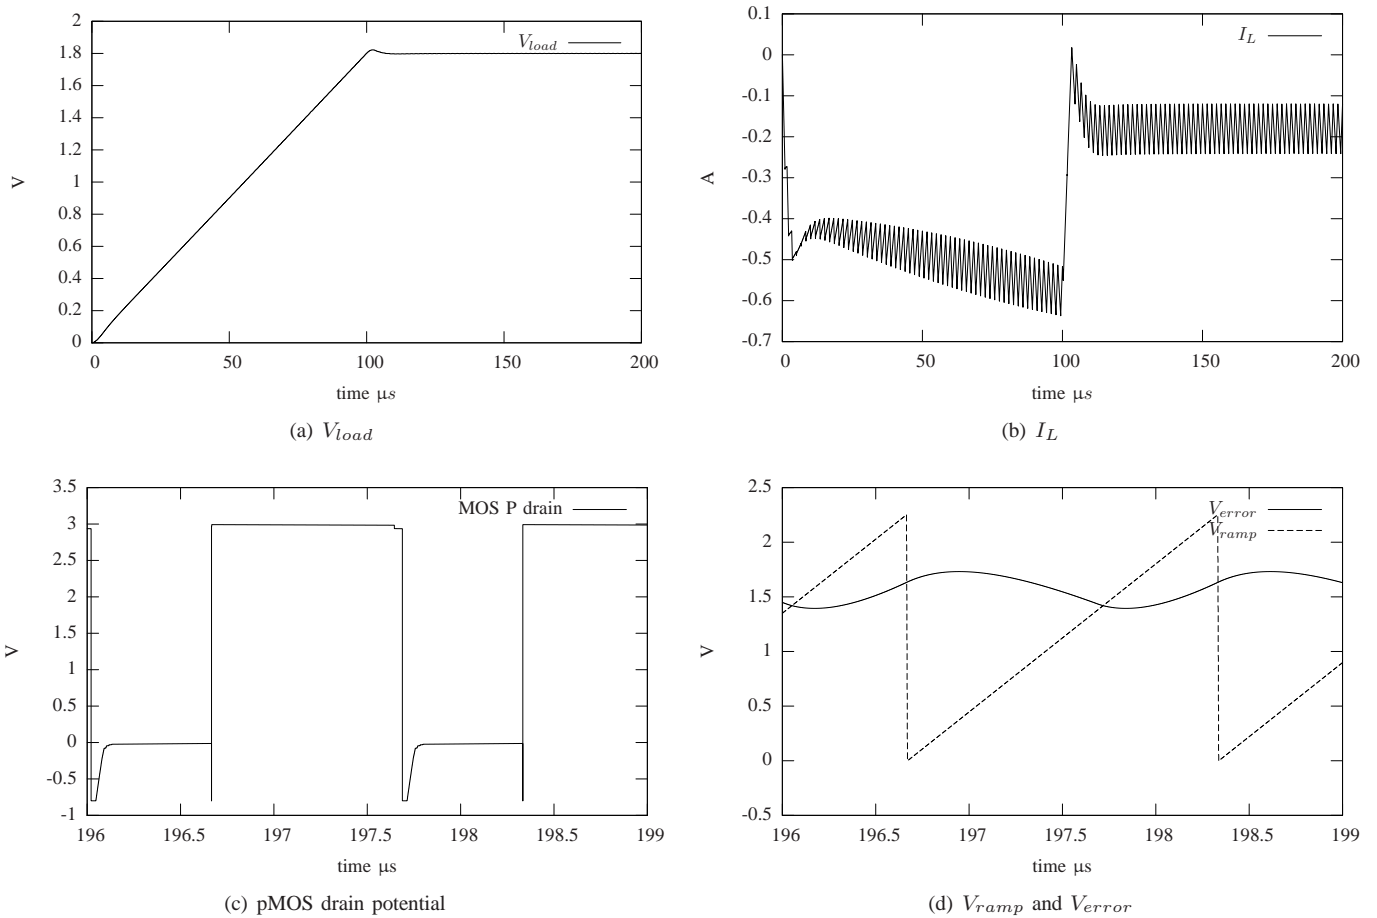 2
1.8
1.6
1.4
1.2
1
0.8
0.6
0.4
0.2
0
V
V_load
0 50 100 150 200
time μs
(a) V_load
0.1
0
-0.1
-0.2
-0.3
-0.4
-0.5
-0.6
-0.7
A
I_L
0 50 100 150 200
time μs
(b) I_L
3.5
3
2.5
2
1.5
1
0.5
0
-0.5
-1
V
MOS P drain
196 196.5 197 197.5 198 198.5 199
time μs
(c) pMOS drain potential
2.5
2
1.5
1
0.5
0
-0.5
V
V_error
V_ramp
196 196.5 197 197.5 198 198.5 199
time μs
(d) V_ramp and V_error